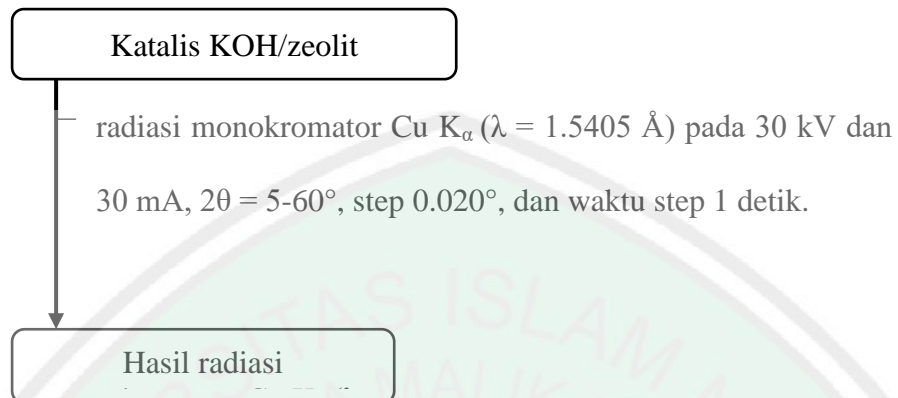 Katalis KOH/zeolit
radiasi monokromator Cu Kα (λ = 1.5405 Å) pada 30 kV dan
30 mA, 2θ = 5-60°, step 0.020°, dan waktu step 1 detik.
Hasil radiasi